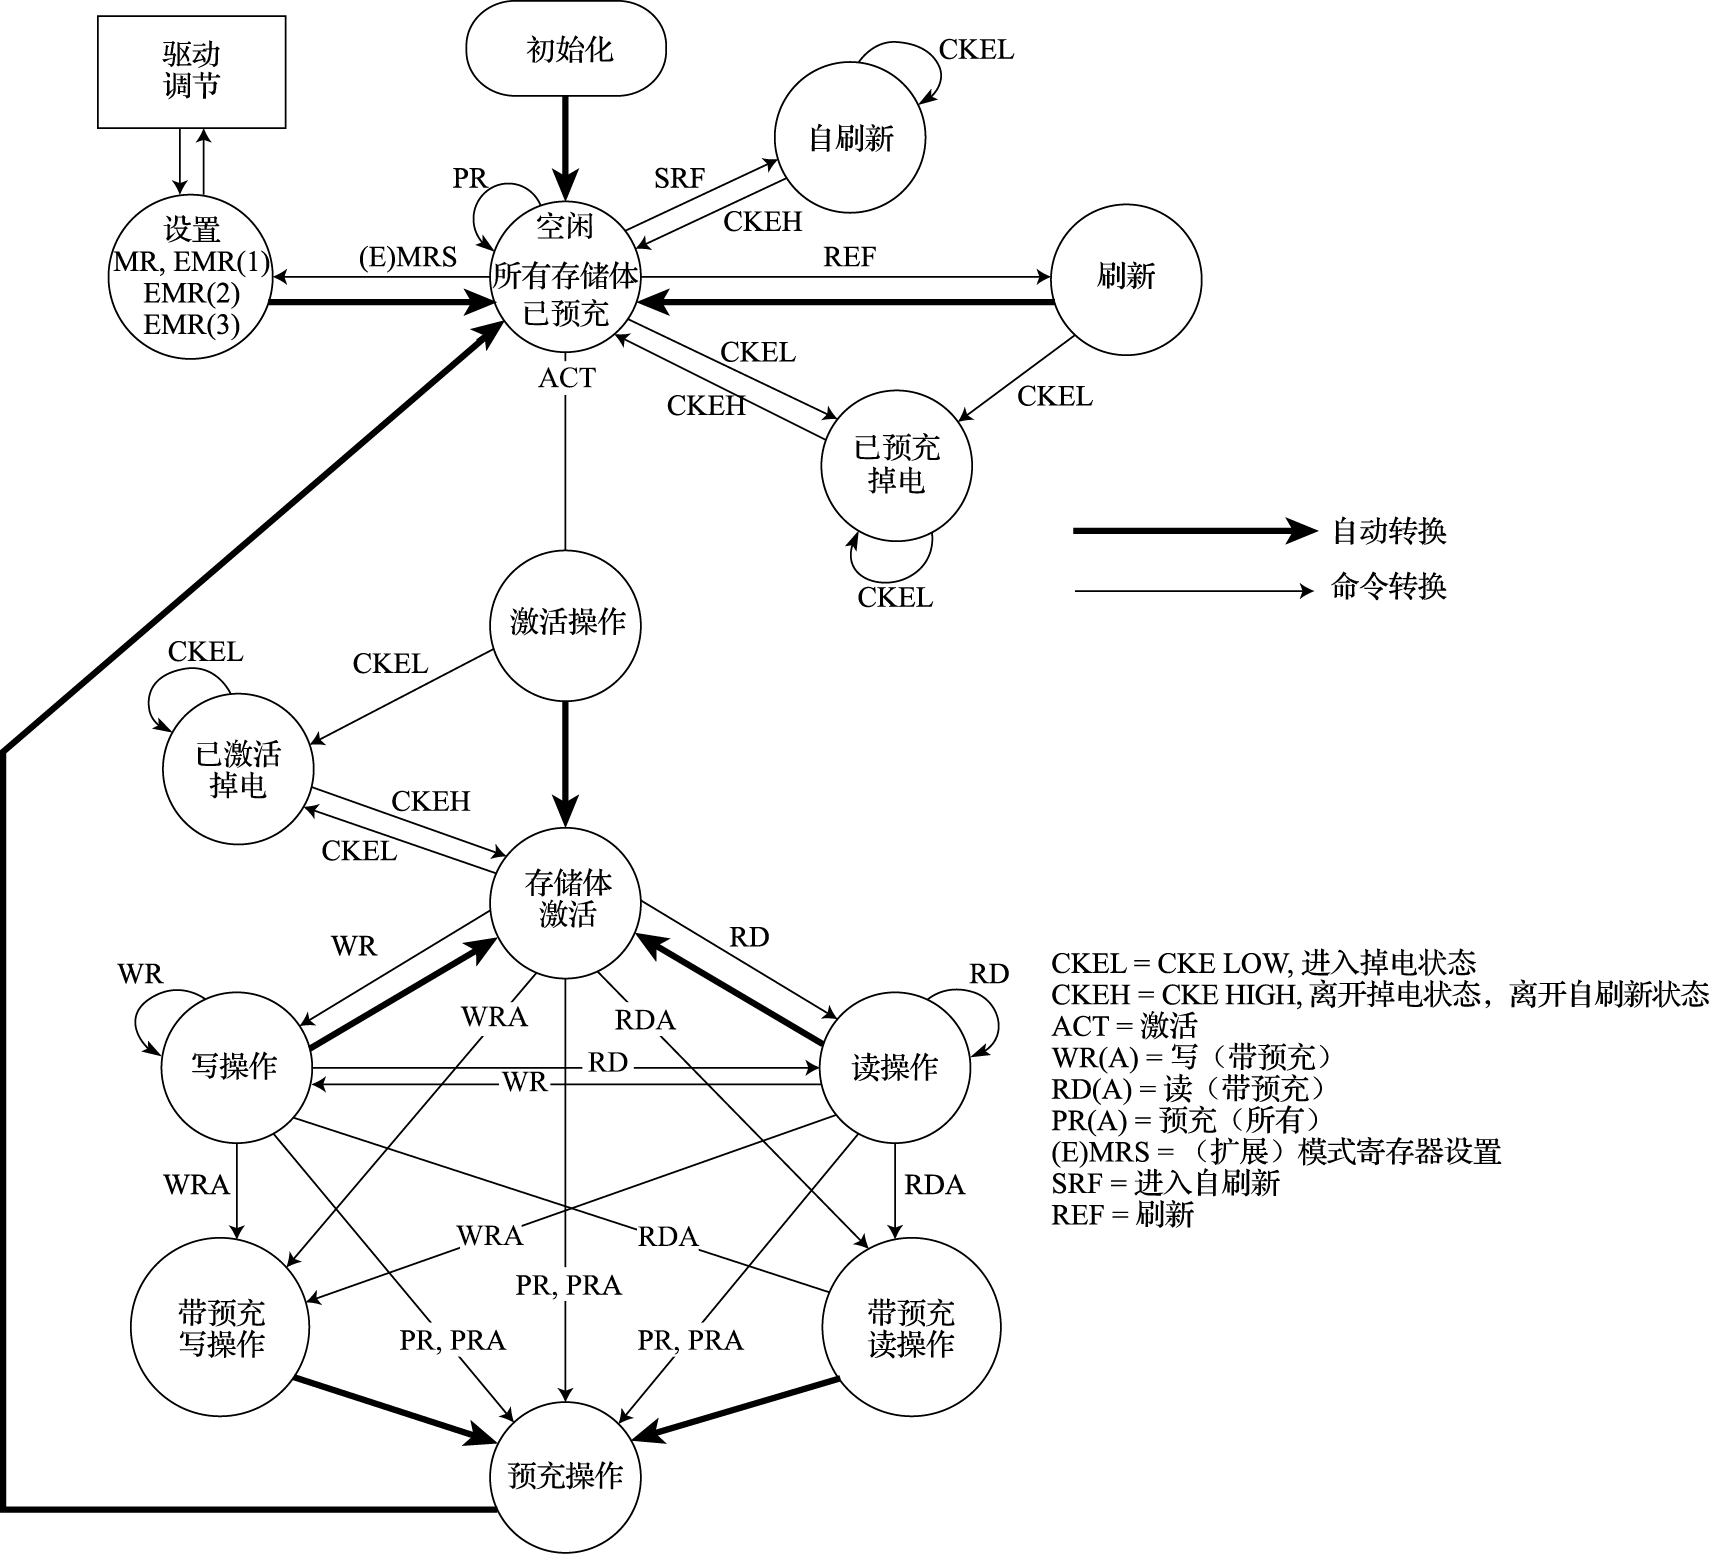 驱动
调节
初始化
CKEL
自刷新
SRF
CKEH
PR
空闲
所有存储体
已预充
(E)MRS
设置
MR, EMR(1)
EMR(2)
EMR(3)
REF
刷新
ACT
CKEL
CKEH
CKEL
已预充
掉电
CKEL
自动转换
命令转换
激活操作
CKEL
CKEL
已激活
掉电
CKEH
CKEL
存储体
激活
WR
RD
WR
RD
WRA
RDA
写操作
RD
WR
读操作
WRA
RDA
WRA
RDA
PR, PRA
PR, PRA
PR, PRA
带预充
写操作
带预充
读操作
预充操作
CKEL = CKE LOW, 进入掉电状态
CKEH = CKE HIGH, 离开掉电状态，离开自刷新状态
ACT = 激活
WR(A) = 写（带预充）
RD(A) = 读（带预充）
PR(A) = 预充（所有）
(E)MRS = （扩展）模式寄存器设置
SRF = 进入自刷新
REF = 刷新